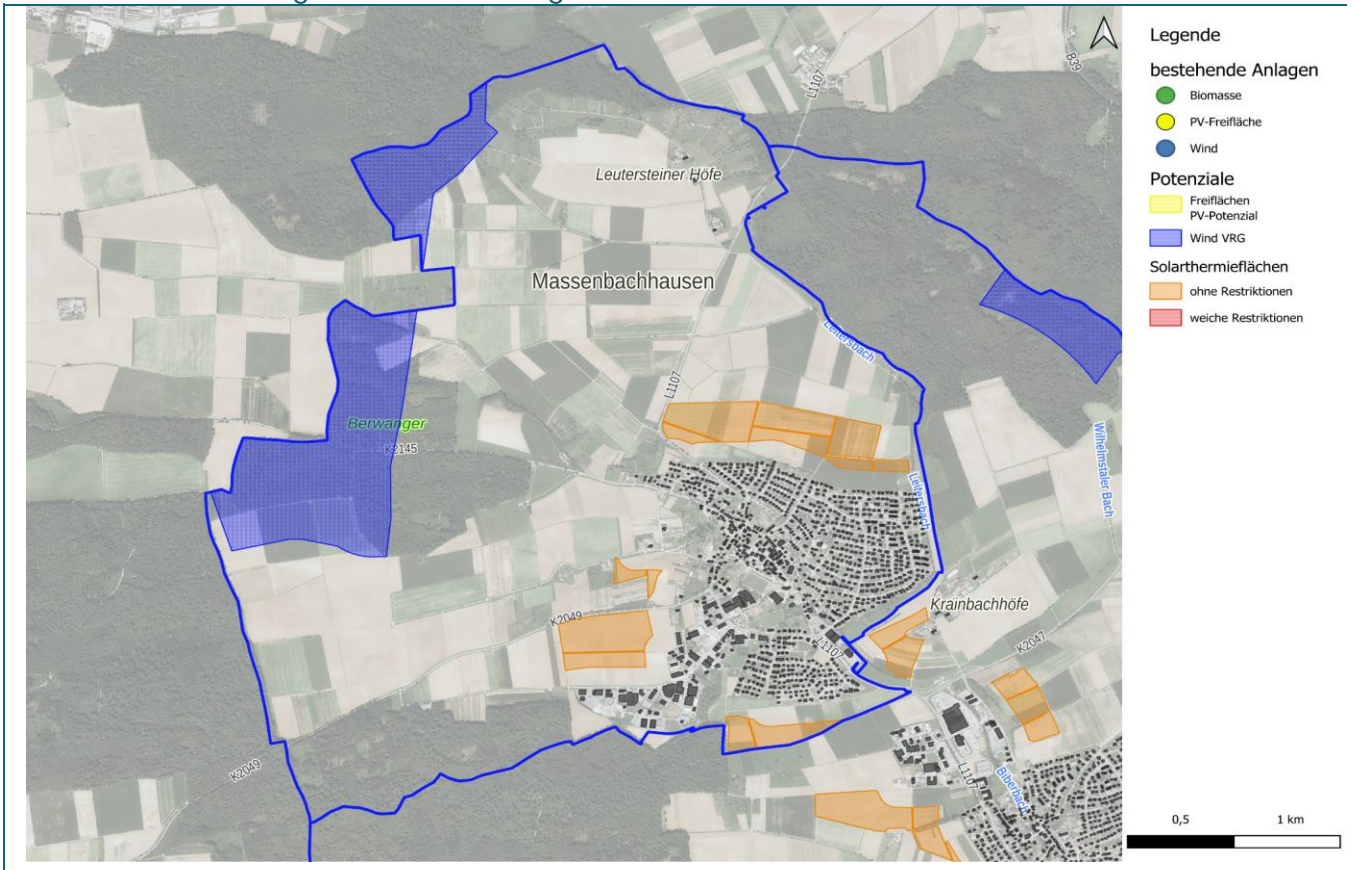 Legende
bestehende Anlagen
Biomasse
PV-Freifläche
Wind
Potenziale
Freiflächen
PV-Potenzial
Wind VRG
Solarthermieflächen
ohne Restriktionen
weiche Restriktionen
0,5
1 km
B39
L1107
Leutersteiner Höfe
Massenbachhausen
Leitersbach
L1107
Berwanger
K2145
Wilhelmstaler Bach
Leitersbach
Krainbachhöfe
K2049
L1107
K2047
K2049
L1107
Biberbach